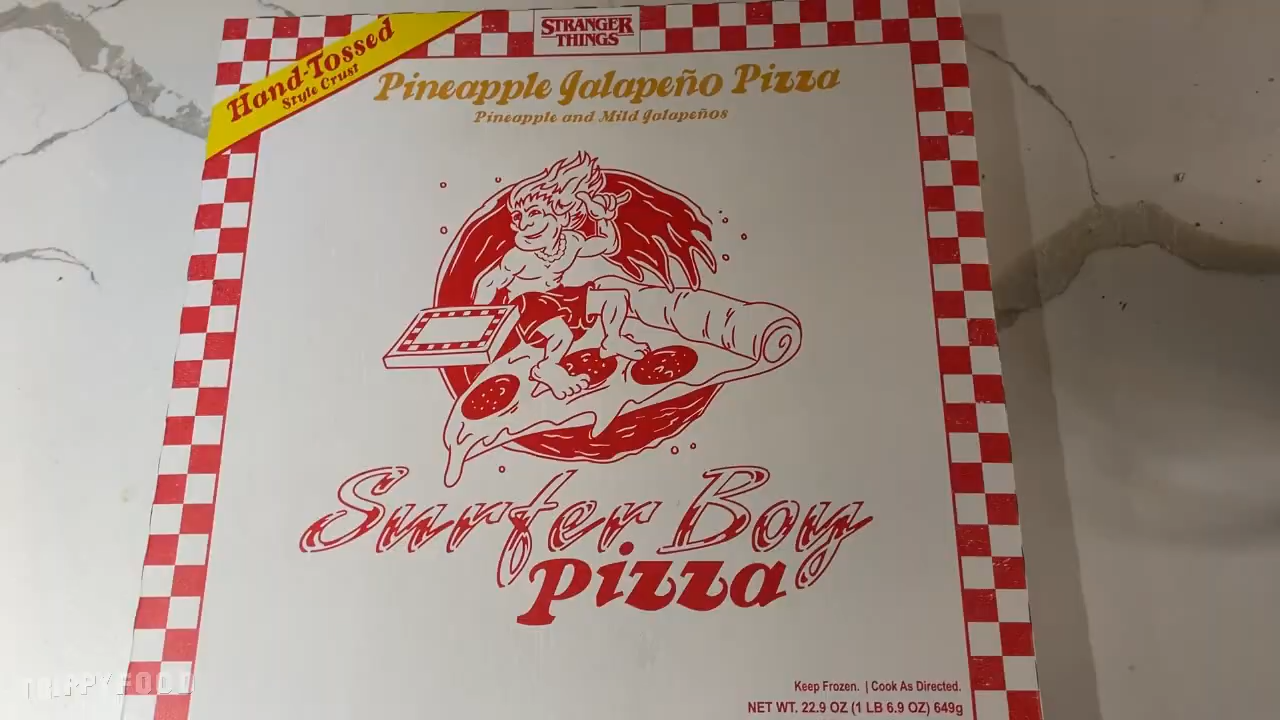 STRANGER
THINGS
Hand-Tossed
Style Crust
Pineapple Jalapeño Pizza
Pineapple and Mild Jalapeños
Surfer Boy
Pizza
Keep Frozen. | Cook As Directed.
NET WT. 22.9 OZ (1 LB 6.9 OZ) 649g